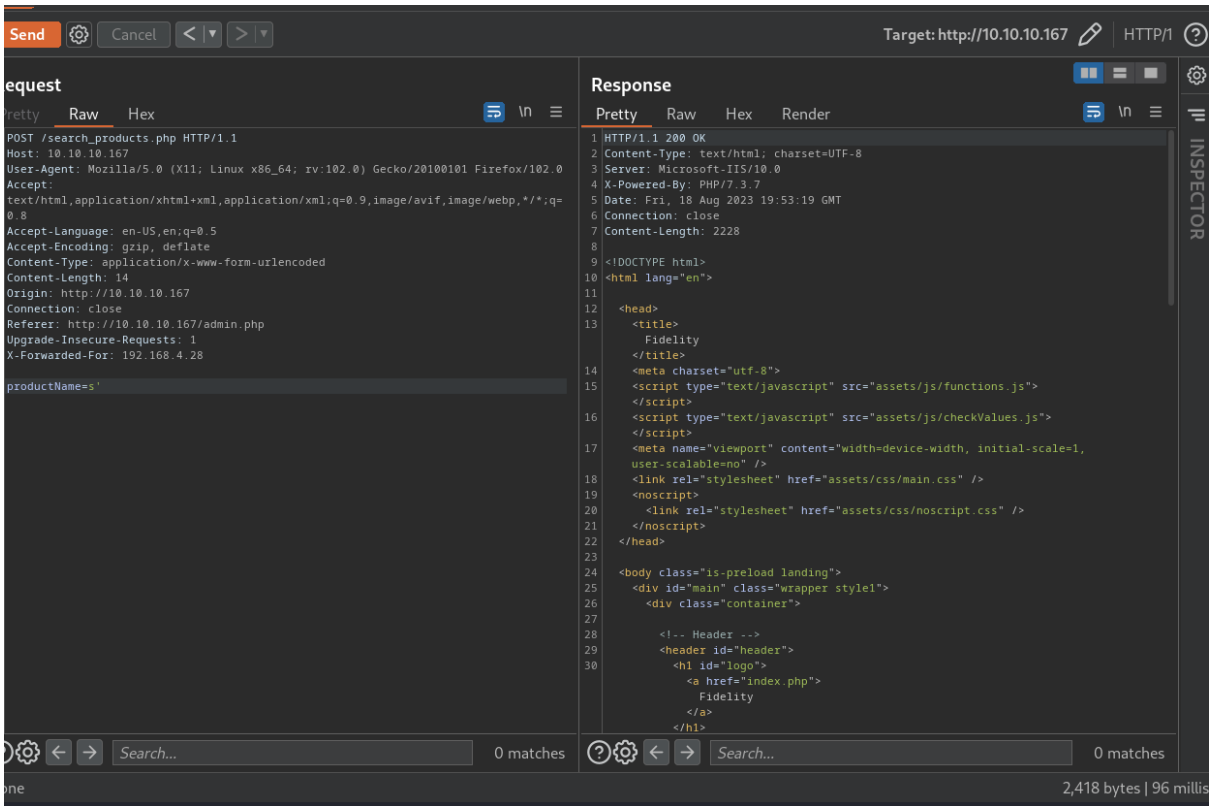 Send Cancel < > Target: http://10.10.10.167 HTTP/1 ?
equest
Pretty Raw Hex \n
POST /search_products.php HTTP/1.1
Host: 10.10.10.167
User-Agent: Mozilla/5.0 (X11; Linux x86_64; rv:102.0) Gecko/20100101 Firefox/102.0
Accept:
text/html,application/xhtml+xml,application/xml;q=0.9,image/avif,image/webp,*/*;q=
0.8
Accept-Language: en-US,en;q=0.5
Accept-Encoding: gzip, deflate
Content-Type: application/x-www-form-urlencoded
Content-Length: 14
Origin: http://10.10.10.167
Connection: close
Referer: http://10.10.10.167/admin.php
Upgrade-Insecure-Requests: 1
X-Forwarded-For: 192.168.4.28
productName=s'
? Search... 0 matches
Response
Pretty Raw Hex Render \n
1 HTTP/1.1 200 OK
2 Content-Type: text/html; charset=UTF-8
3 Server: Microsoft-IIS/10.0
4 X-Powered-By: PHP/7.3.7
5 Date: Fri, 18 Aug 2023 19:53:19 GMT
6 Connection: close
7 Content-Length: 2228
8
9 <!DOCTYPE html>
10 <html lang="en">
11
12 <head>
13 <title>
Fidelity
</title>
14 <meta charset="utf-8">
15 <script type="text/javascript" src="assets/js/functions.js">
</script>
16 <script type="text/javascript" src="assets/js/checkValues.js">
</script>
17 <meta name="viewport" content="width=device-width, initial-scale=1,
user-scalable=no" />
18 <link rel="stylesheet" href="assets/css/main.css" />
19 <noscript>
20 <link rel="stylesheet" href="assets/css/noscript.css" />
21 </noscript>
22 </head>
23
24 <body class="is-preload landing">
25 <div id="main" class="wrapper style1">
26 <div class="container">
27
28 <!-- Header -->
29 <header id="header">
30 <h1 id="logo">
<a href="index.php">
Fidelity
</a>
</h1>
? Search... 0 matches
INSPECTOR
one 2,418 bytes | 96 millis